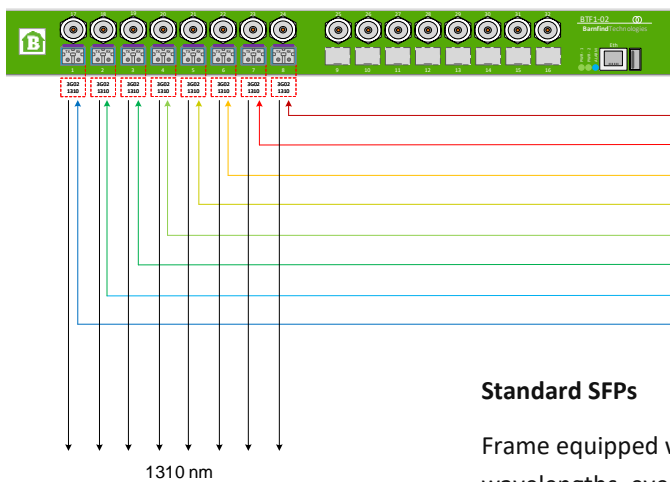 17 18 19 20 21 22 23 24 25 26 27 28 29 30 31 32
BTF1-02
BarnfindTechnologies
B
Eth
1 2 3 4 5 6 7 8 9 10 11 12 13 14 15 16
3G02 3G02 3G02 3G02 3G02 3G02 3G02 3G02
1310 1310 1310 1310 1310 1310 1310 1310
Standard SFPs
Frame equipped
1310 nm